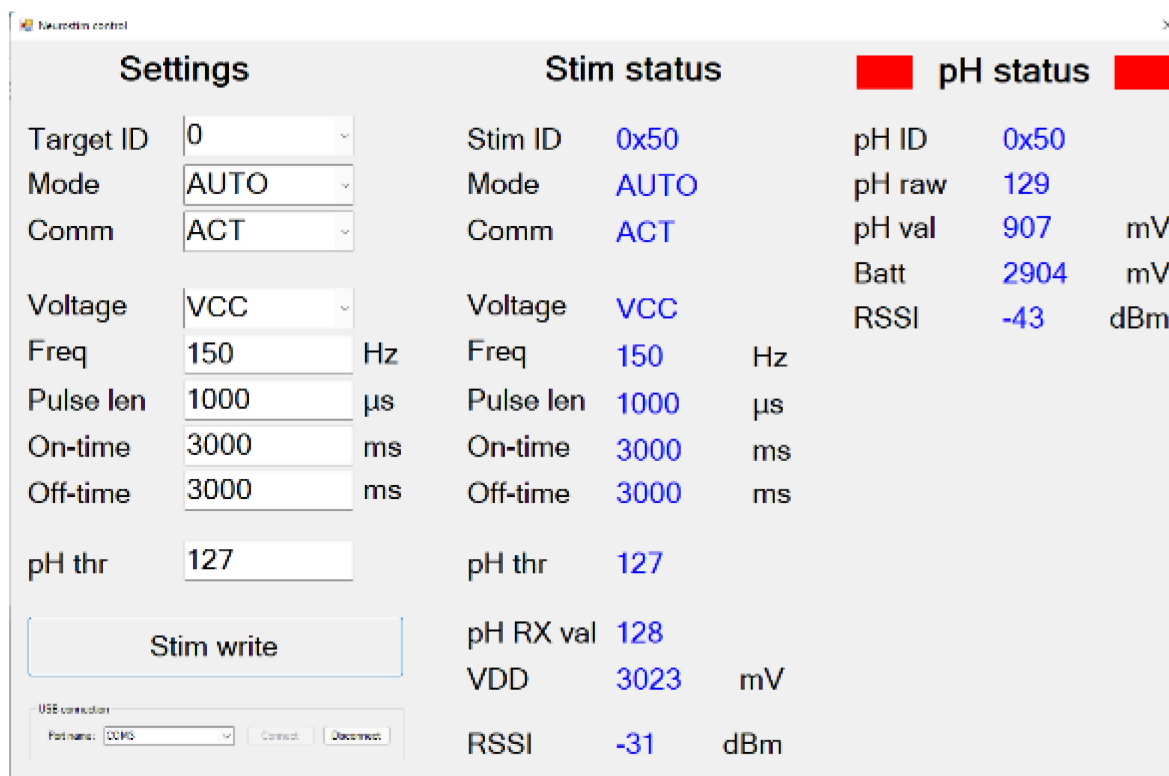 Neurostim control
Settings
Target ID 0
Mode AUTO
Comm ACT
Voltage VCC
Freq 150 Hz
Pulse len 1000 µs
On-time 3000 ms
Off-time 3000 ms
pH thr 127
Stim write
USB connection
Port name: COM3 Connect Disconnect
Stim status
Stim ID 0x50
Mode AUTO
Comm ACT
Voltage VCC
Freq 150 Hz
Pulse len 1000 µs
On-time 3000 ms
Off-time 3000 ms
pH thr 127
pH RX val 128
VDD 3023 mV
RSSI -31 dBm
pH status
pH ID 0x50
pH raw 129
pH val 907 mV
Batt 2904 mV
RSSI -43 dBm